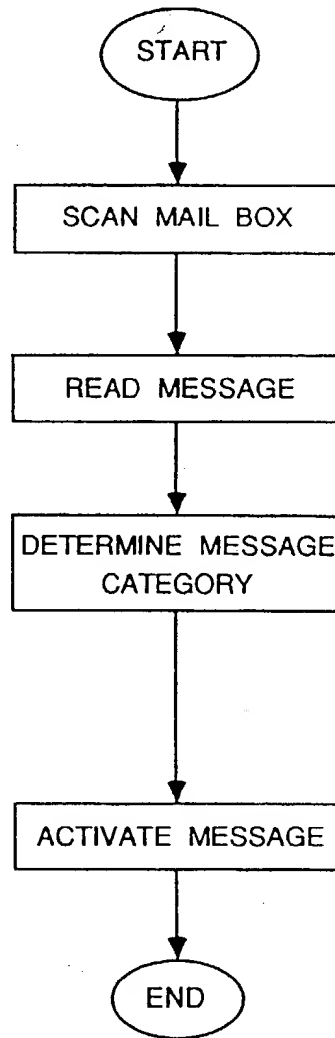 START
SCAN MAIL BOX
READ MESSAGE
DETERMINE MESSAGE
CATEGORY
ACTIVATE MESSAGE
END